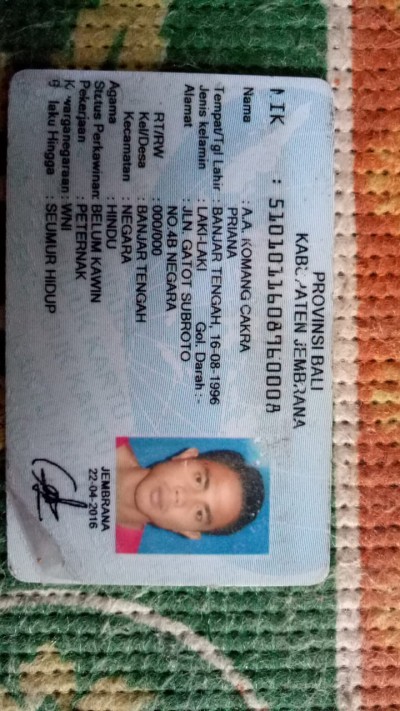 PROVINSI BALI
KABUPATEN JEMBRANA
NIK : 5101011608960008
Nama : A.A. KOMANG CAKRA
PRIANA
Tempat/Tgl Lahir : BANJAR TENGAH, 16-08-1996
Jenis kelamin : LAKI-LAKI Gol. Darah : -
Alamat : JLN. GATOT SUBROTO
NO.4B NEGARA
RT/RW : 000/000
Kel/Desa : BANJAR TENGAH
Kecamatan : NEGARA
Agama : HINDU
Status Perkawinan: BELUM KAWIN
Pekerjaan : PETERNAK
Kewarganegaraan: WNI
laku Hingga : SEUMUR HIDUP
JEMBRANA
22-04-2016